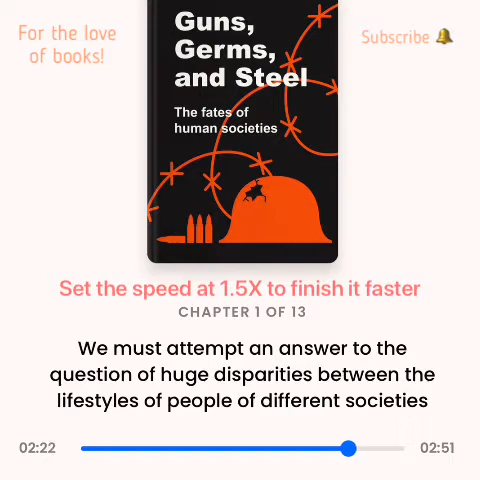 For the love
of books!
Subscribe 🔔
Guns,
Germs,
and Steel
The fates of
human societies
Set the speed at 1.5X to finish it faster
CHAPTER 1 OF 13
We must attempt an answer to the
question of huge disparities between the
lifestyles of people of different societies
02:22
02:51